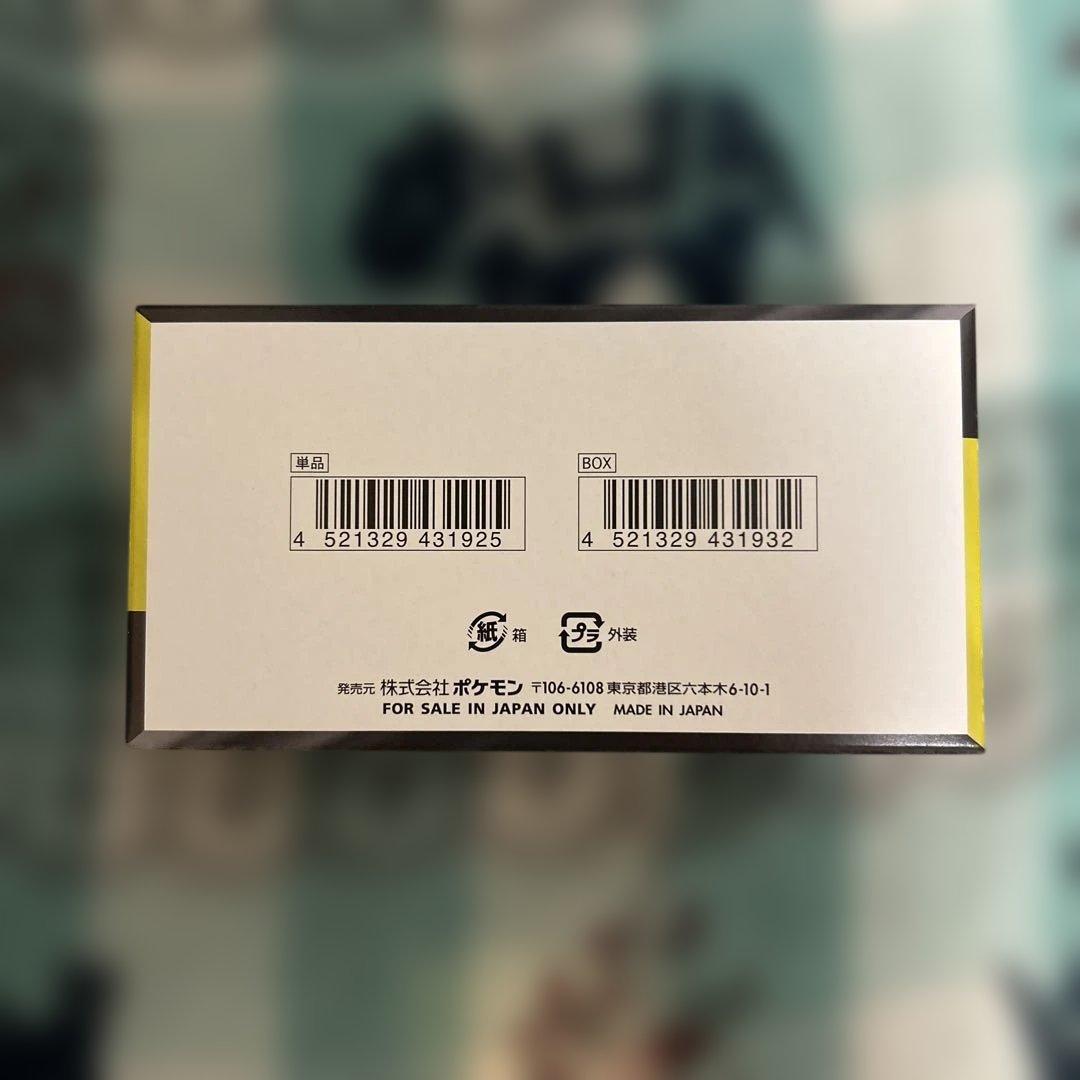 単品
4 521329 431925
BOX
4 521329 431932
紙 箱
プラ 外装
発売元 株式会社 ポケモン 〒106-6108 東京都港区六本木6-10-1
FOR SALE IN JAPAN ONLY MADE IN JAPAN